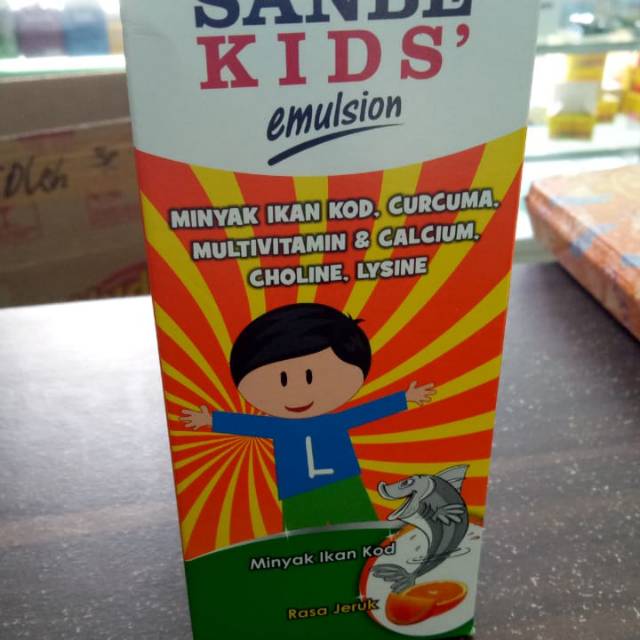 SANBE
KIDS'
emulsion
MINYAK IKAN KOD, CURCUMA,
MULTIVITAMIN & CALCIUM,
CHOLINE, LYSINE
L
Minyak Ikan Kod
Rasa Jeruk